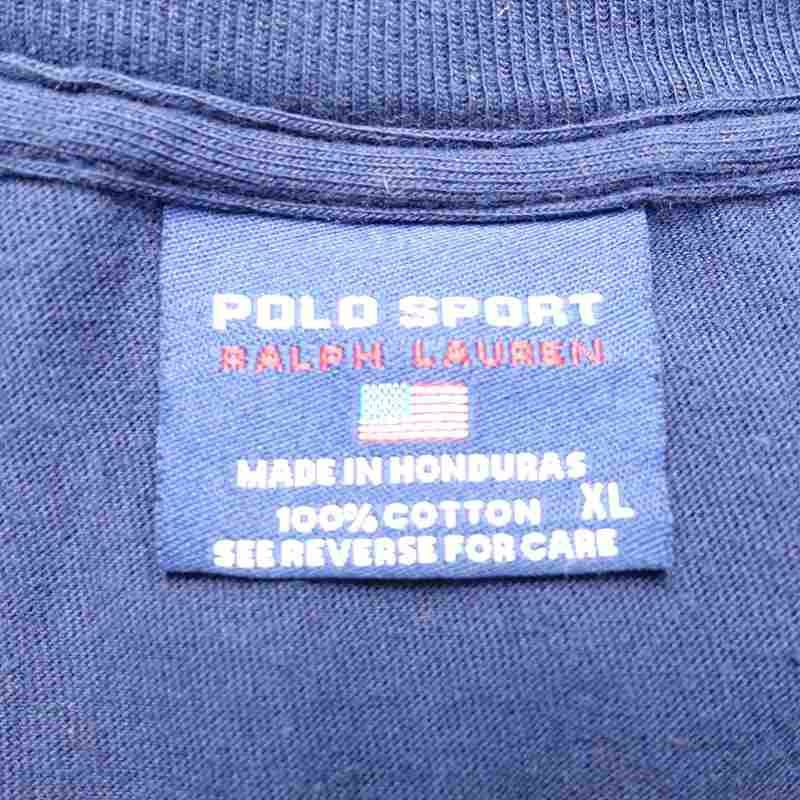 POLO SPORT
RALPH LAUREN
MADE IN HONDURAS
100% COTTON XL
SEE REVERSE FOR CARE